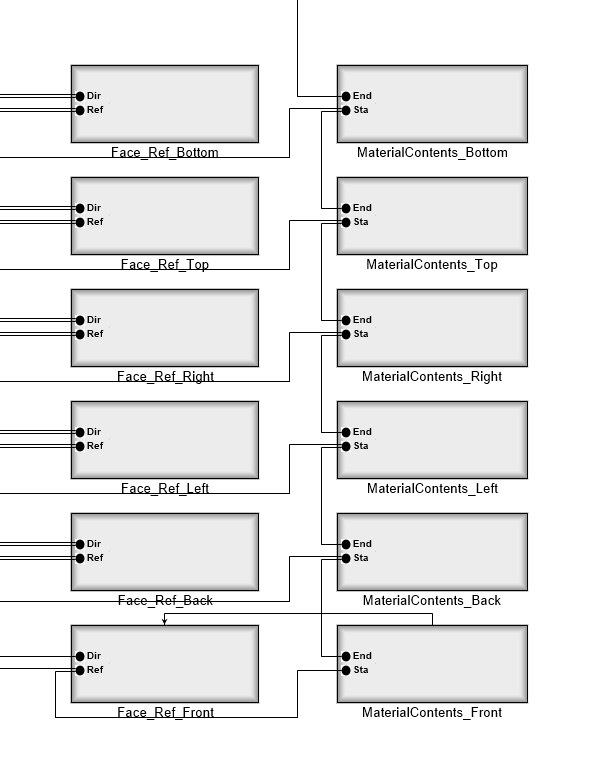 Dir
Ref
Face_Ref_Bottom
End
Sta
MaterialContents_Bottom
Dir
Ref
Face_Ref_Top
End
Sta
MaterialContents_Top
Dir
Ref
Face_Ref_Right
End
Sta
MaterialContents_Right
Dir
Ref
Face_Ref_Left
End
Sta
MaterialContents_Left
Dir
Ref
Face_Ref_Back
End
Sta
MaterialContents_Back
Dir
Ref
Face_Ref_Front
End
Sta
MaterialContents_Front